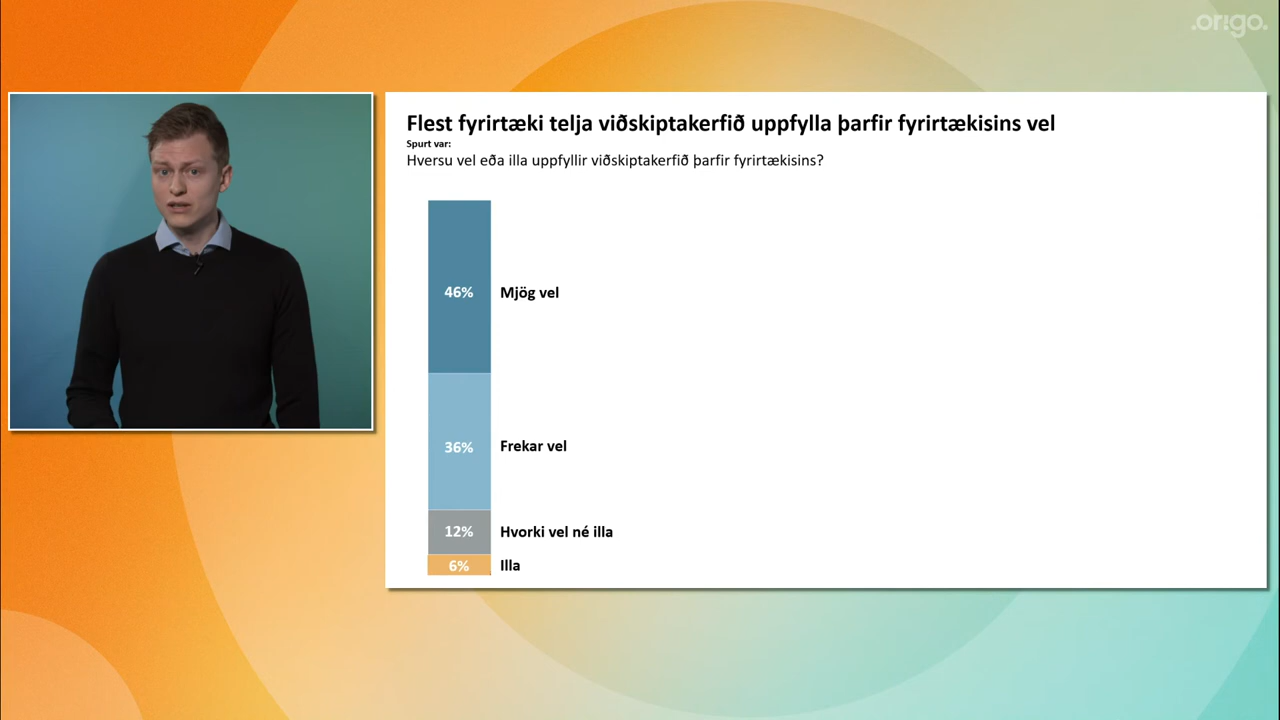 .origo.
Flest fyrirtæki telja viðskiptakerfið uppfylla þarfir fyrirtækisins vel
Spurt var:
Hversu vel eða illa uppfyllir viðskiptakerfið þarfir fyrirtækisins?
46% Mjög vel
36% Frekar vel
12% Hvorki vel né illa
6% Illa